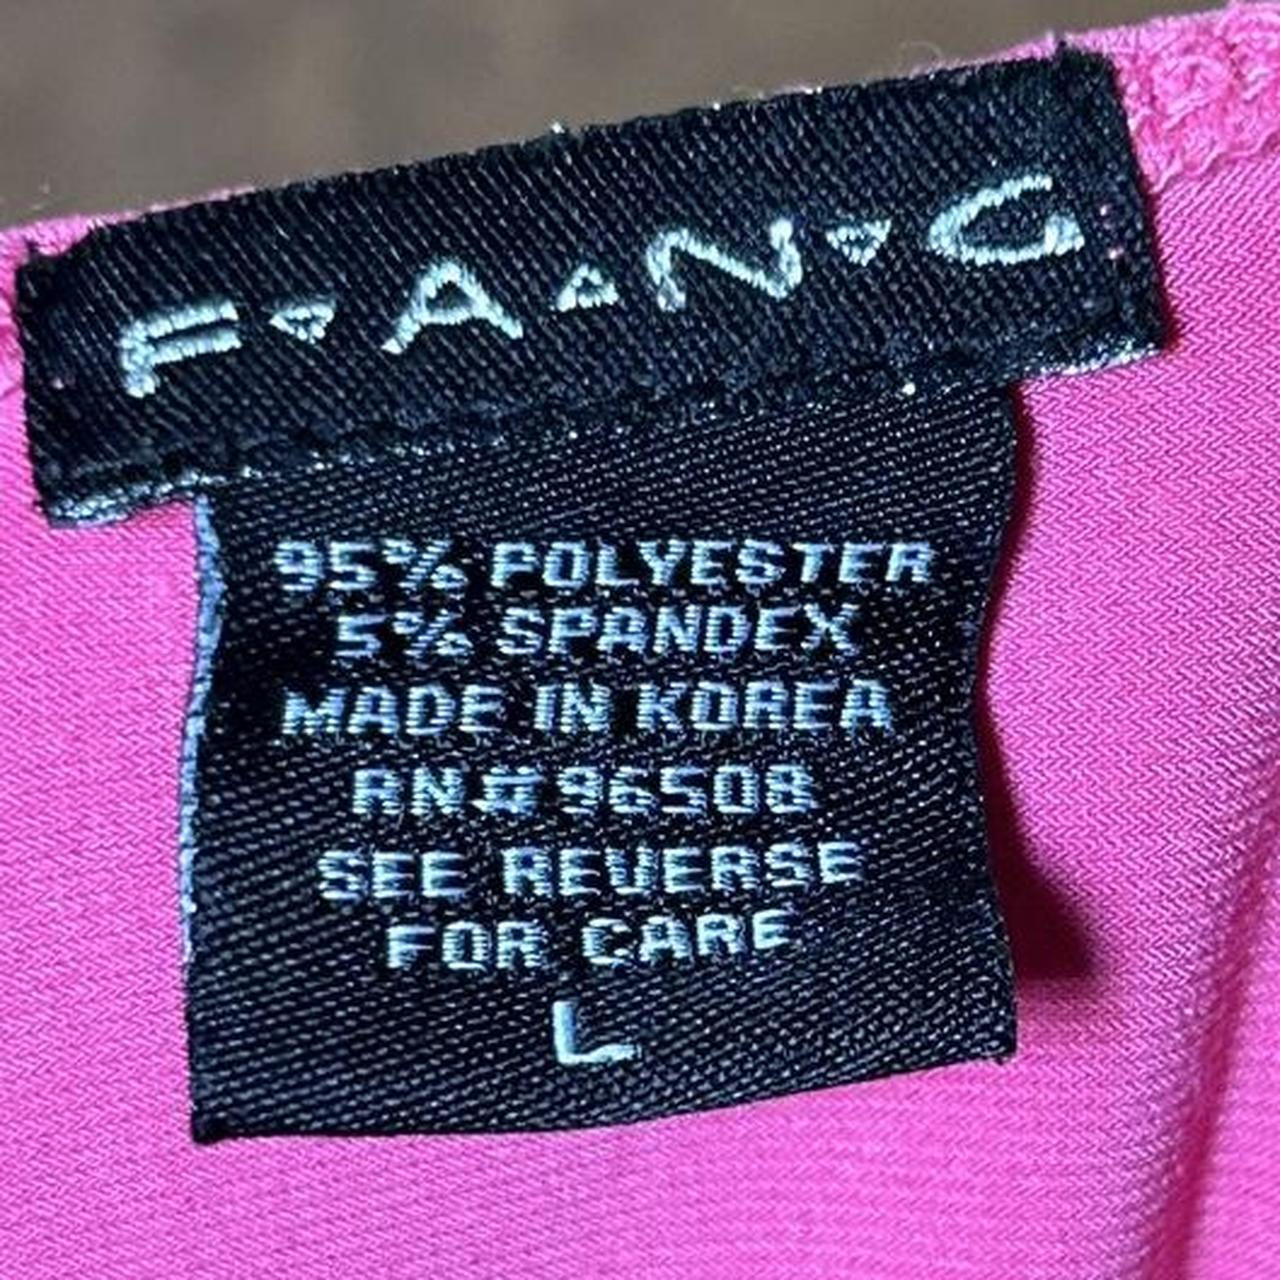 F▼A▲N▼G
95% POLYESTER
5% SPANDEX
MADE IN KOREA
RN#96508
SEE REVERSE
FOR CARE
L